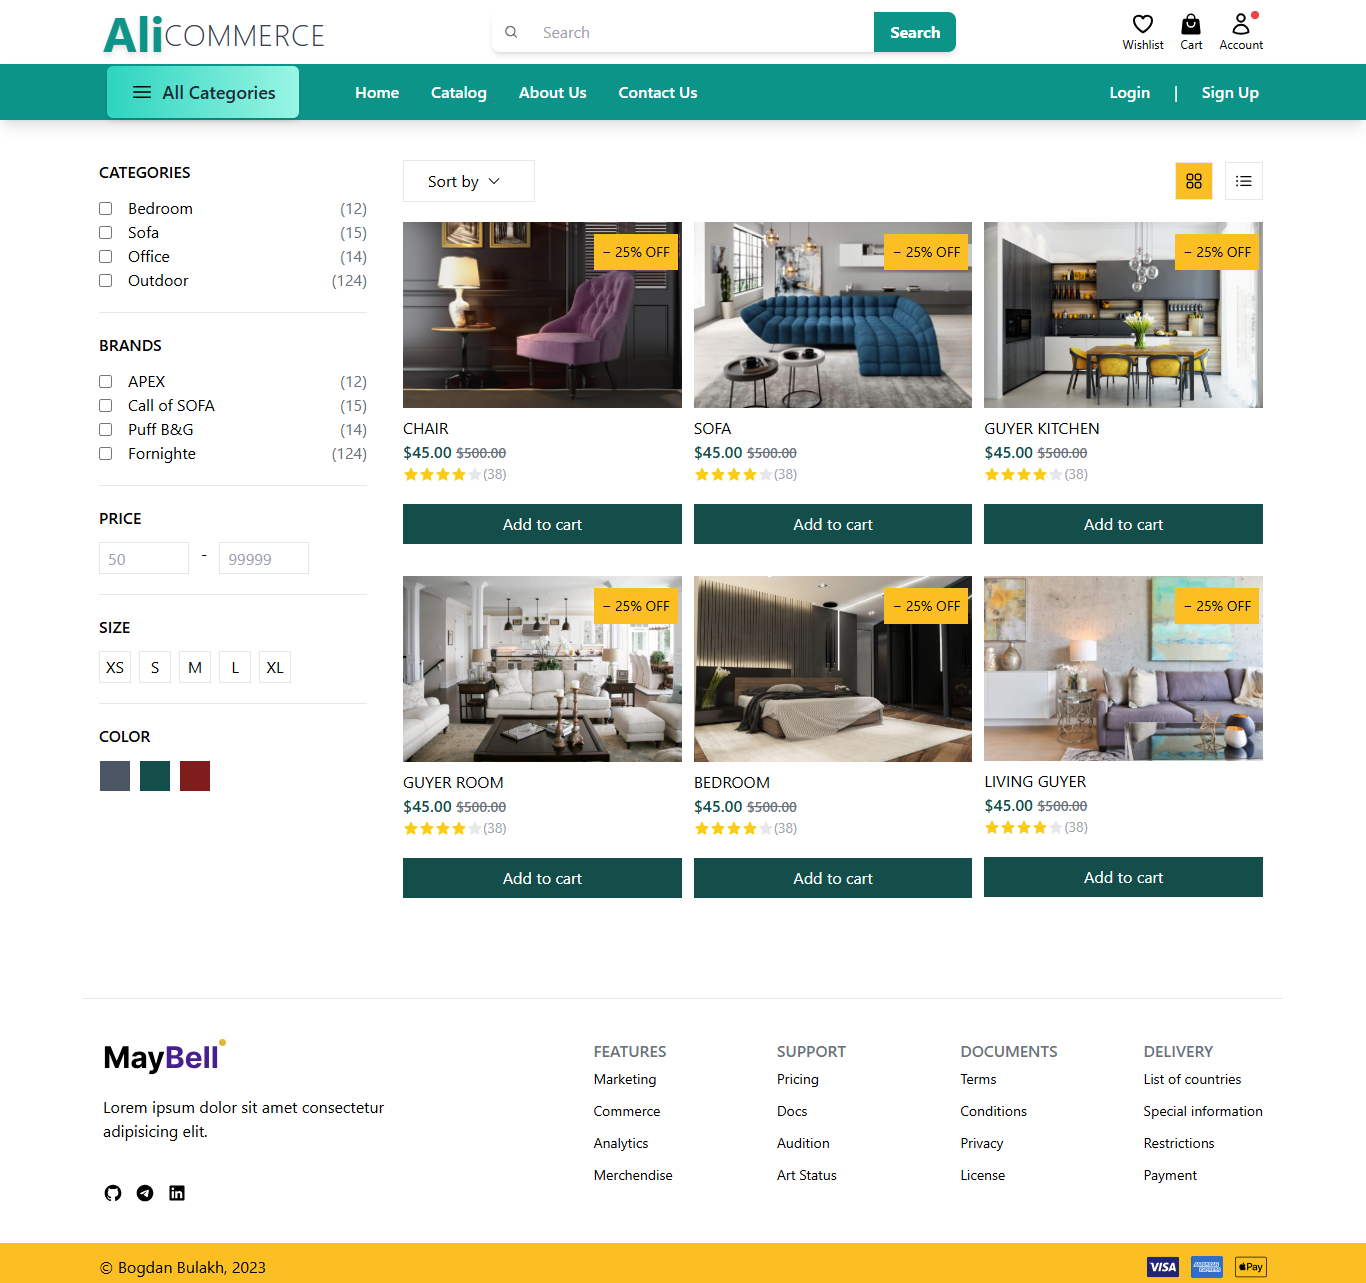 AliCOMMERCE
Search
Search
Wishlist
Cart
Account
All Categories
Home
Catalog
About Us
Contact Us
Login
|
Sign Up
CATEGORIES
Bedroom (12)
Sofa (15)
Office (14)
Outdoor (124)
BRANDS
APEX (12)
Call of SOFA (15)
Puff B&G (14)
Fornighte (124)
PRICE
50 - 99999
SIZE
XS S M L XL
COLOR
Sort by
− 25% OFF
CHAIR
$45.00 $500.00
(38)
Add to cart
− 25% OFF
SOFA
$45.00 $500.00
(38)
Add to cart
− 25% OFF
GUYER KITCHEN
$45.00 $500.00
(38)
Add to cart
− 25% OFF
GUYER ROOM
$45.00 $500.00
(38)
Add to cart
− 25% OFF
BEDROOM
$45.00 $500.00
(38)
Add to cart
− 25% OFF
LIVING GUYER
$45.00 $500.00
(38)
Add to cart
MayBell
Lorem ipsum dolor sit amet consectetur
adipisicing elit.
FEATURES
Marketing
Commerce
Analytics
Merchendise
SUPPORT
Pricing
Docs
Audition
Art Status
DOCUMENTS
Terms
Conditions
Privacy
License
DELIVERY
List of countries
Special information
Restrictions
Payment
© Bogdan Bulakh, 2023
VISA
AMERICAN
EXPRESS
Pay